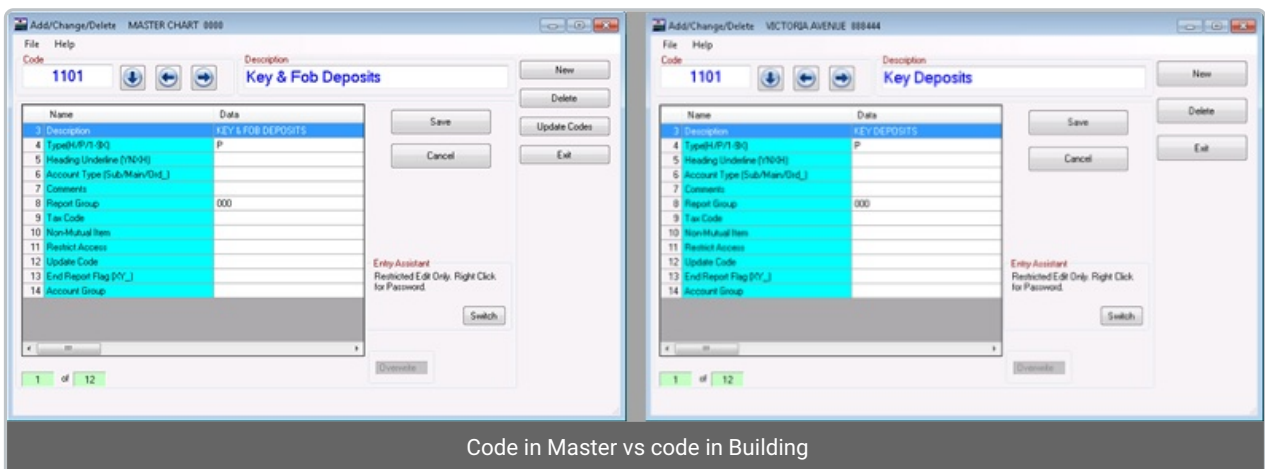 Add/Change/Delete MASTER CHART 0000
File Help
Code
1101
Description
Key & Fob Deposits
New
Delete
Update Codes
Exit
Name Data
3 Description KEY & FOB DEPOSITS
4 Type(H/P/1-9X) P
5 Heading Underline (YNXH)
6 Account Type (Sub/Main/Ord_)
7 Comments
8 Report Group 000
9 Tax Code
10 Non-Mutual Item
11 Restrict Access
12 Update Code
13 End Report Flag (XY_)
14 Account Group
Save
Cancel
Entry Assistant
Restricted Edit Only. Right Click
for Password.
Switch
Overwrite
1 of 12
Add/Change/Delete VICTORIA AVENUE 888444
File Help
Code
1101
Description
Key Deposits
New
Delete
Exit
Name Data
3 Description KEY DEPOSITS
4 Type(H/P/1-9X) P
5 Heading Underline (YNXH)
6 Account Type (Sub/Main/Ord_)
7 Comments
8 Report Group 000
9 Tax Code
10 Non-Mutual Item
11 Restrict Access
12 Update Code
13 End Report Flag (XY_)
14 Account Group
Save
Cancel
Entry Assistant
Restricted Edit Only. Right Click
for Password.
Switch
Overwrite
1 of 12
Code in Master vs code in Building